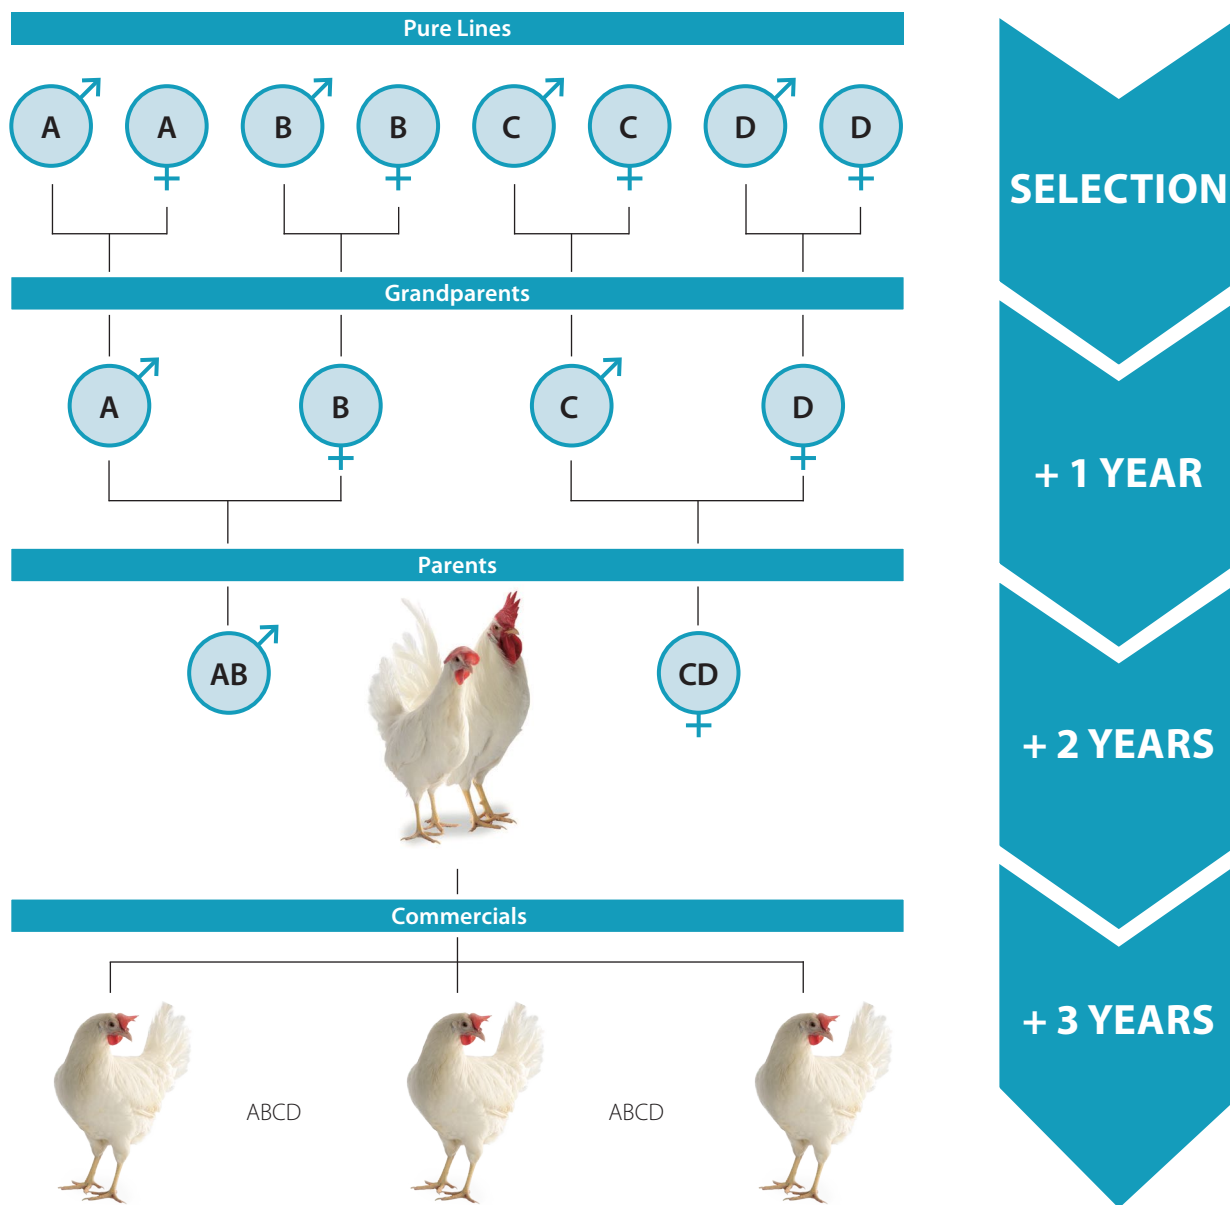 Pure Lines
A A B B C C D D
SELECTION
Grandparents
A B C D
+ 1 YEAR
Parents
AB CD
+ 2 YEARS
Commercials
+ 3 YEARS
ABCD ABCD